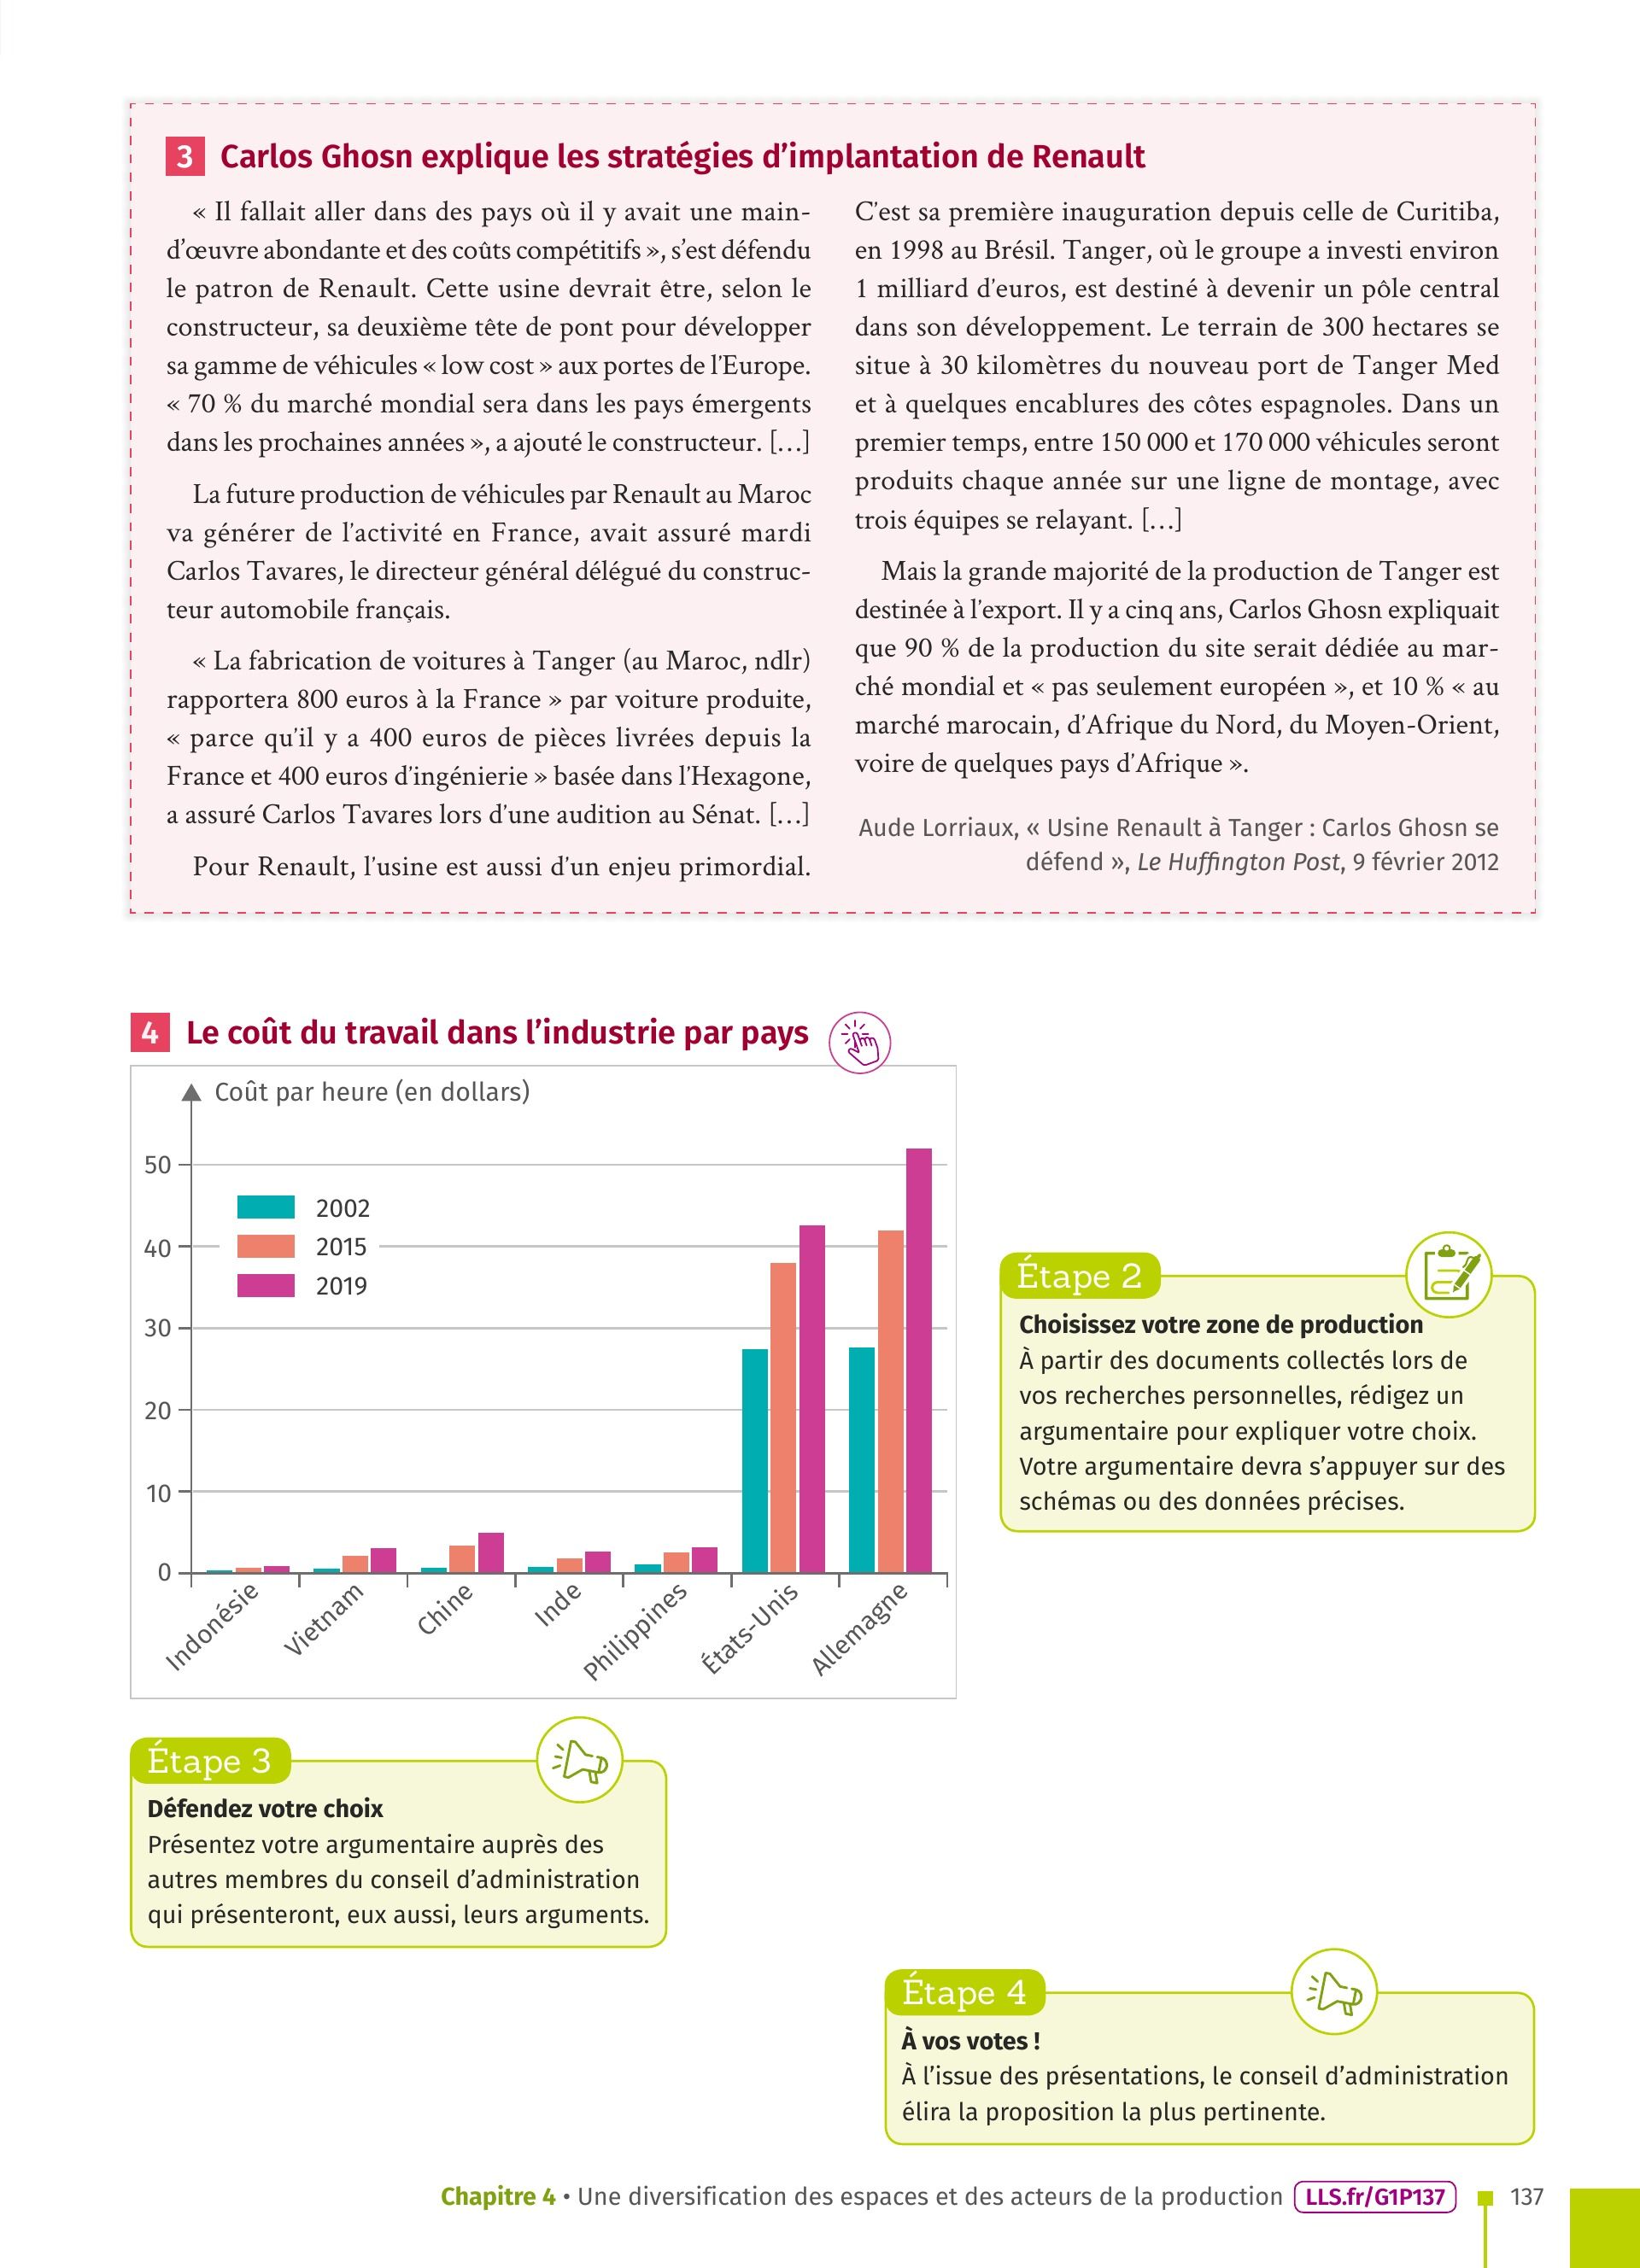 3 Carlos Ghosn explique les stratégies d’implantation de Renault
« Il fallait aller dans des pays où il y avait une main-
d’œuvre abondante et des coûts compétitifs », s’est défendu
le patron de Renault. Cette usine devrait être, selon le
constructeur, sa deuxième tête de pont pour développer
sa gamme de véhicules « low cost » aux portes de l’Europe.
« 70 % du marché mondial sera dans les pays émergents
dans les prochaines années », a ajouté le constructeur. […]
La future production de véhicules par Renault au Maroc
va générer de l’activité en France, avait assuré mardi
Carlos Tavares, le directeur général délégué du construc-
teur automobile français.
« La fabrication de voitures à Tanger (au Maroc, ndlr)
rapportera 800 euros à la France » par voiture produite,
« parce qu’il y a 400 euros de pièces livrées depuis la
France et 400 euros d’ingénierie » basée dans l’Hexagone,
a assuré Carlos Tavares lors d’une audition au Sénat. […]
Pour Renault, l’usine est aussi d’un enjeu primordial.
C’est sa première inauguration depuis celle de Curitiba,
en 1998 au Brésil. Tanger, où le groupe a investi environ
1 milliard d’euros, est destiné à devenir un pôle central
dans son développement. Le terrain de 300 hectares se
situe à 30 kilomètres du nouveau port de Tanger Med
et à quelques encablures des côtes espagnoles. Dans un
premier temps, entre 150 000 et 170 000 véhicules seront
produits chaque année sur une ligne de montage, avec
trois équipes se relayant. […]
Mais la grande majorité de la production de Tanger est
destinée à l’export. Il y a cinq ans, Carlos Ghosn expliquait
que 90 % de la production du site serait dédiée au mar-
ché mondial et « pas seulement européen », et 10 % « au
marché marocain, d’Afrique du Nord, du Moyen-Orient,
voire de quelques pays d’Afrique ».
Aude Lorriaux, « Usine Renault à Tanger : Carlos Ghosn se
défend », Le Huffington Post, 9 février 2012
4 Le coût du travail dans l’industrie par pays
Coût par heure (en dollars)
50
40
30
20
10
0
2002
2015
2019
Indonésie
Vietnam
Chine
Inde
Philippines
États-Unis
Allemagne
Étape 2
Choisissez votre zone de production
À partir des documents collectés lors de
vos recherches personnelles, rédigez un
argumentaire pour expliquer votre choix.
Votre argumentaire devra s’appuyer sur des
schémas ou des données précises.
Étape 3
Défendez votre choix
Présentez votre argumentaire auprès des
autres membres du conseil d’administration
qui présenteront, eux aussi, leurs arguments.
Étape 4
À vos votes !
À l’issue des présentations, le conseil d’administration
élira la proposition la plus pertinente.
Chapitre 4 • Une diversification des espaces et des acteurs de la production LLS.fr/G1P137 137